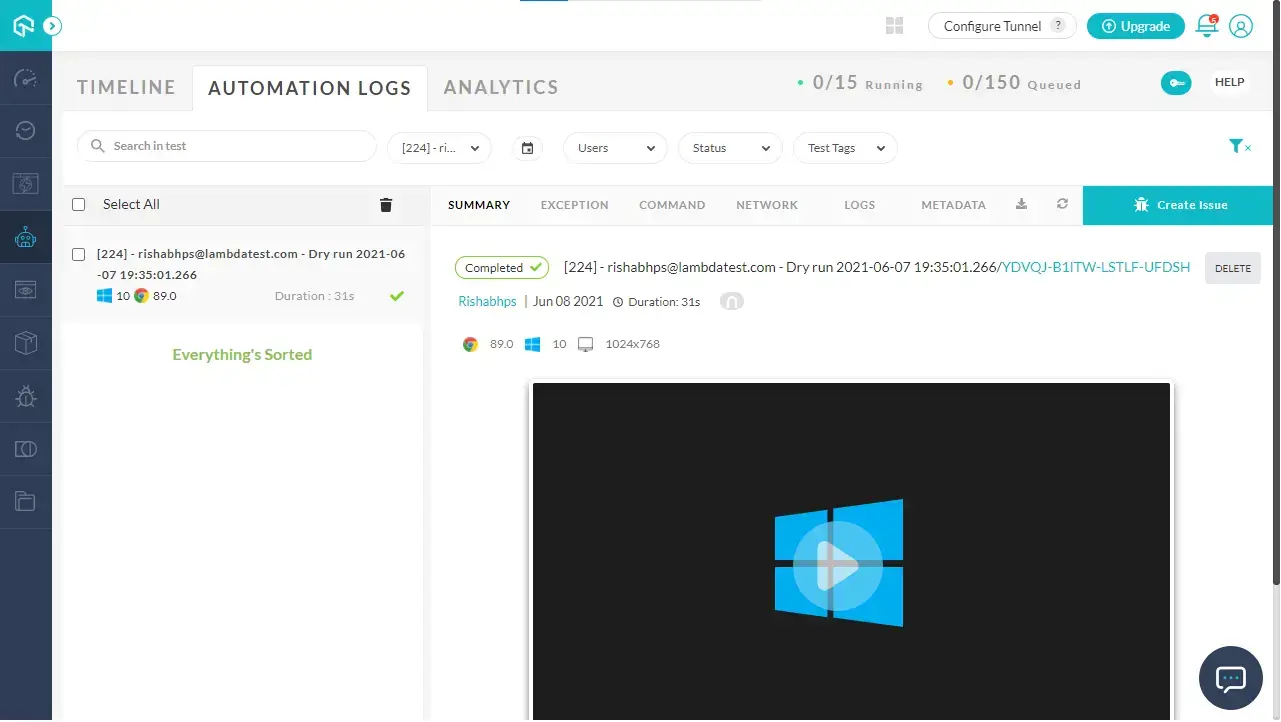 Configure Tunnel ?
Upgrade
5
TIMELINE
AUTOMATION LOGS
ANALYTICS
0/15 Running
0/150 Queued
HELP
Search in test
[224] - ri...
Users
Status
Test Tags
Select All
SUMMARY
EXCEPTION
COMMAND
NETWORK
LOGS
METADATA
Create Issue
[224] - rishabhps@lambdatest.com - Dry run 2021-06
-07 19:35:01.266
10 89.0 Duration : 31s
Everything's Sorted
Completed
[224] - rishabhps@lambdatest.com - Dry run 2021-06-07 19:35:01.266/YDVQJ-B1ITW-LSTLF-UFDSH
DELETE
Rishabhps | Jun 08 2021 Duration: 31s
89.0 10 1024x768